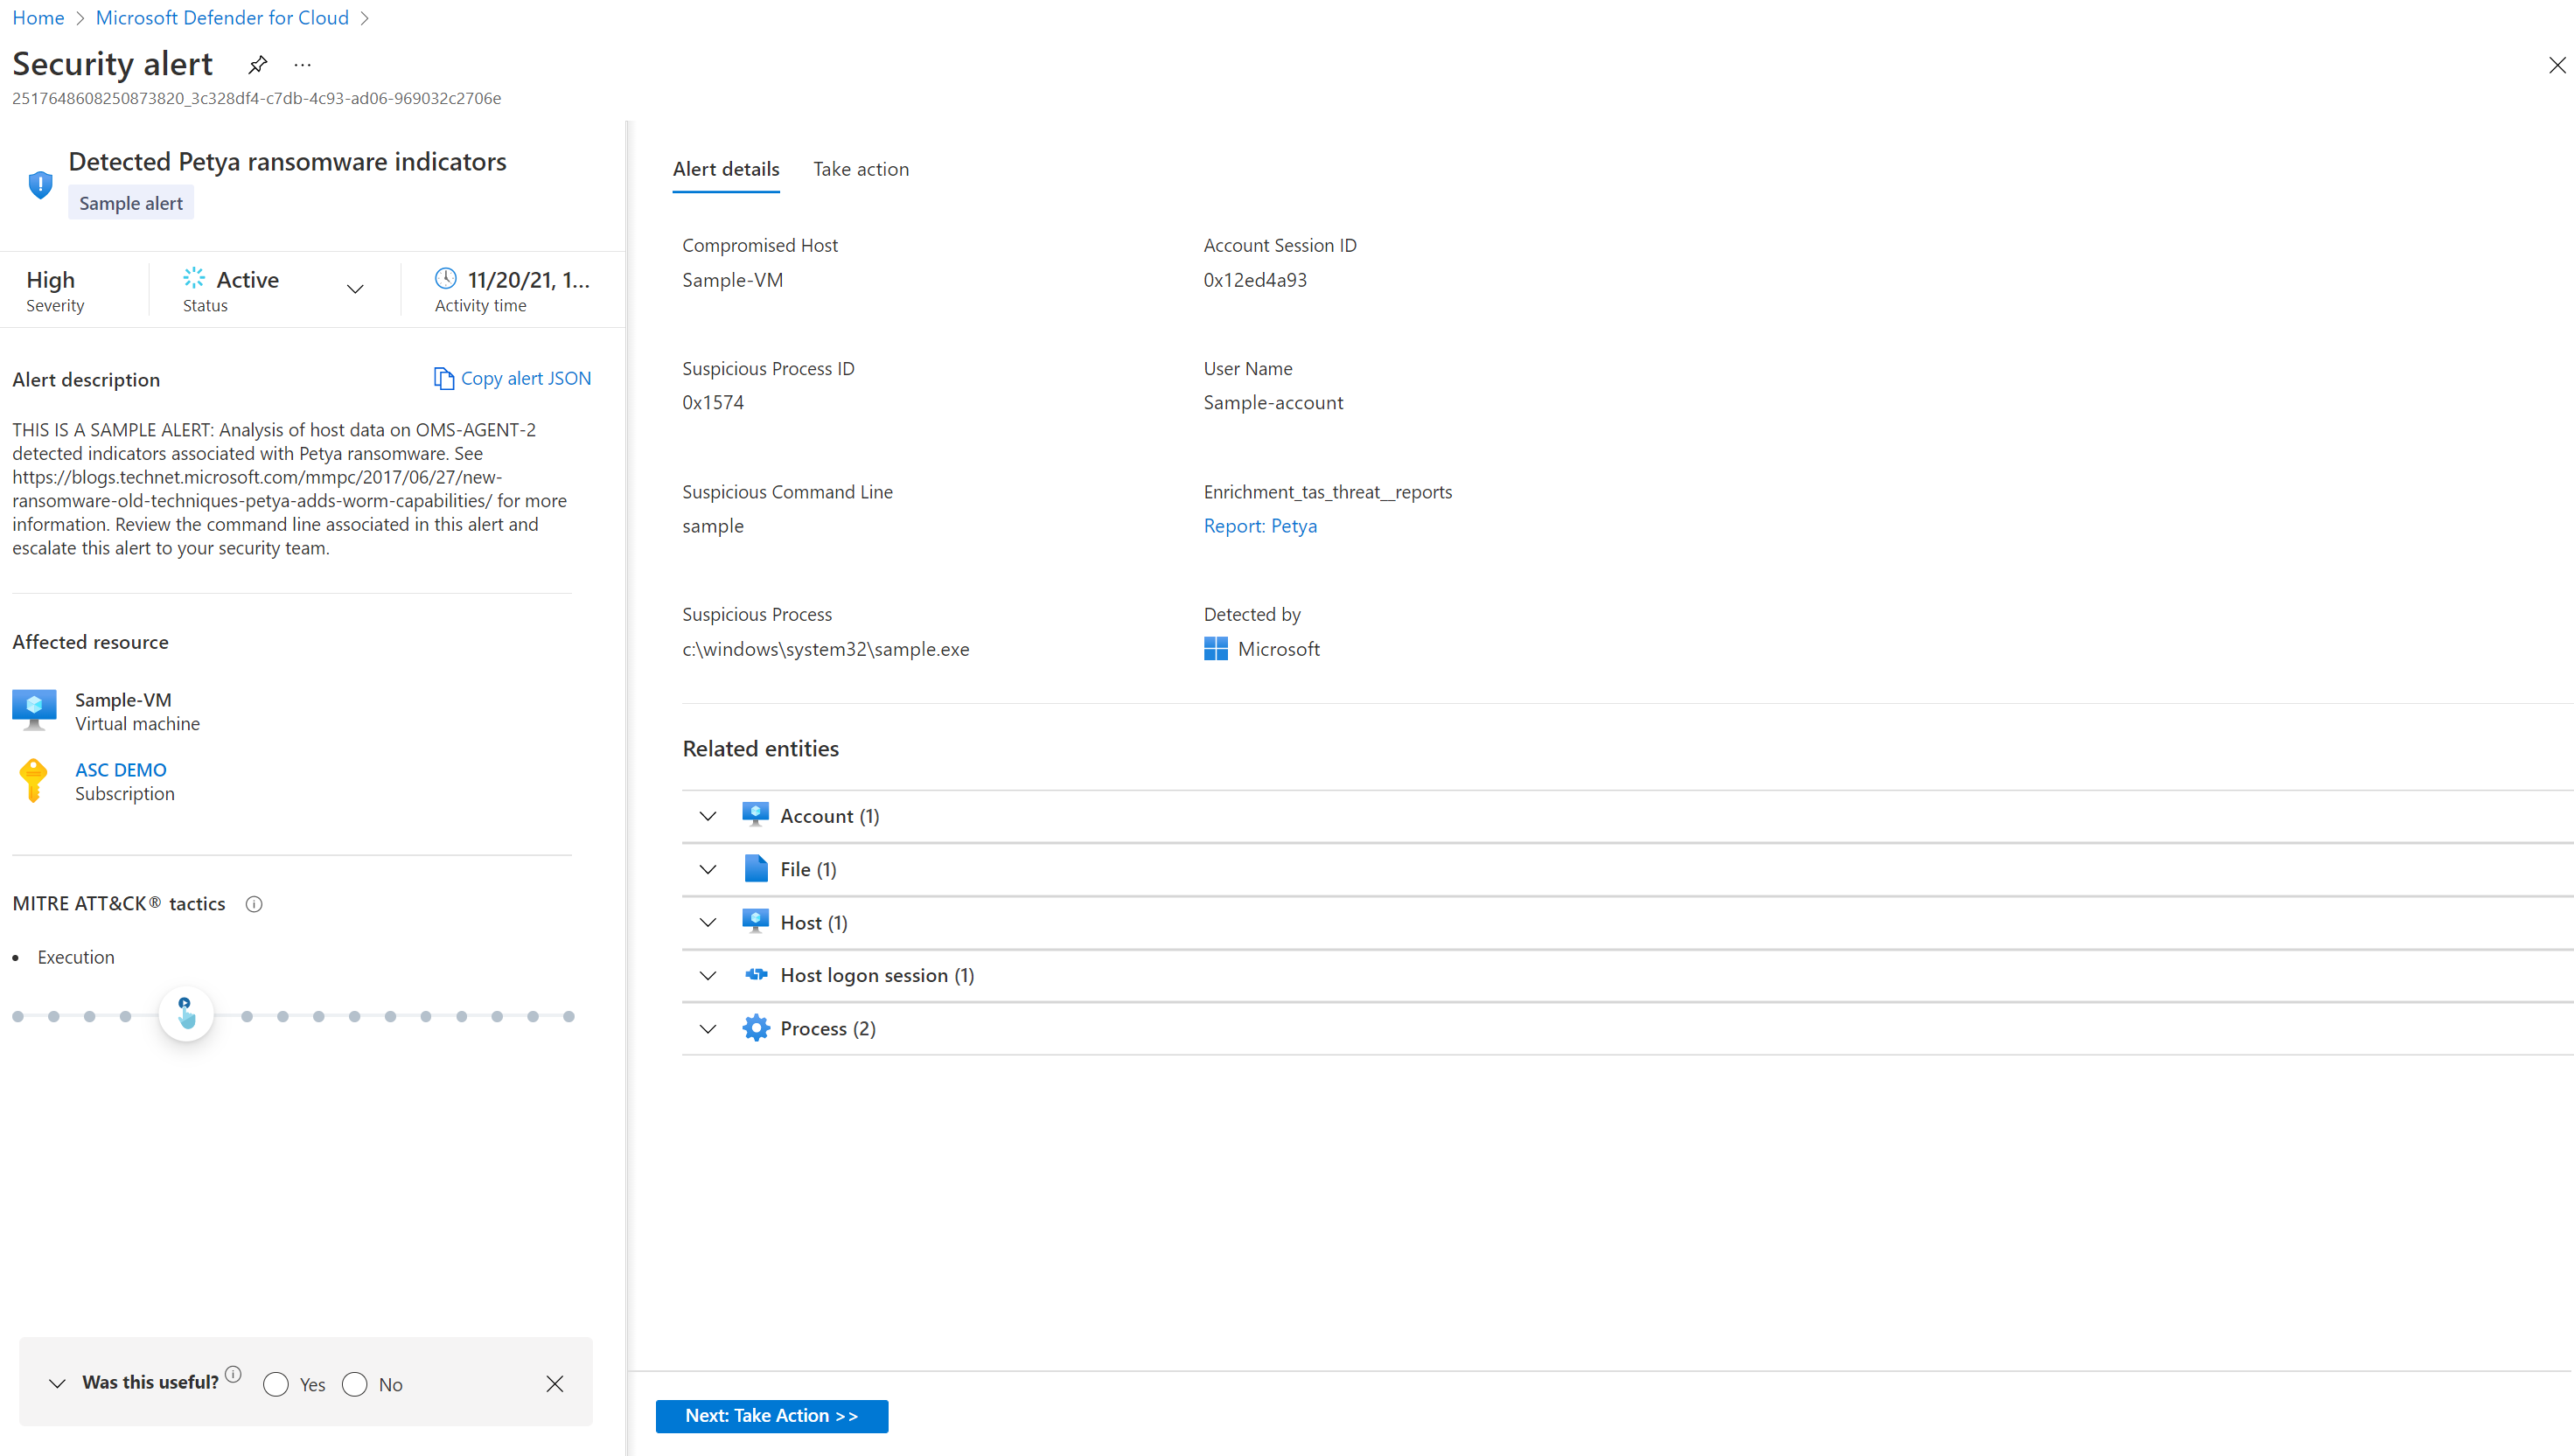 Home > Microsoft Defender for Cloud >
Security alert
2517648608250873820_3c328df4-c7db-4c93-ad06-969032c2706e
Detected Petya ransomware indicators
Sample alert
High
Severity
Active
Status
11/20/21, 1...
Activity time
Alert description
Copy alert JSON
THIS IS A SAMPLE ALERT: Analysis of host data on OMS-AGENT-2
detected indicators associated with Petya ransomware. See
https://blogs.technet.microsoft.com/mmpc/2017/06/27/new-
ransomware-old-techniques-petya-adds-worm-capabilities/ for more
information. Review the command line associated in this alert and
escalate this alert to your security team.
Affected resource
Sample-VM
Virtual machine
ASC DEMO
Subscription
MITRE ATT&CK® tactics
• Execution
Was this useful?
Yes
No
Alert details
Take action
Compromised Host
Sample-VM
Account Session ID
0x12ed4a93
Suspicious Process ID
0x1574
User Name
Sample-account
Suspicious Command Line
sample
Enrichment_tas_threat__reports
Report: Petya
Suspicious Process
c:\windows\system32\sample.exe
Detected by
Microsoft
Related entities
Account (1)
File (1)
Host (1)
Host logon session (1)
Process (2)
Next: Take Action >>